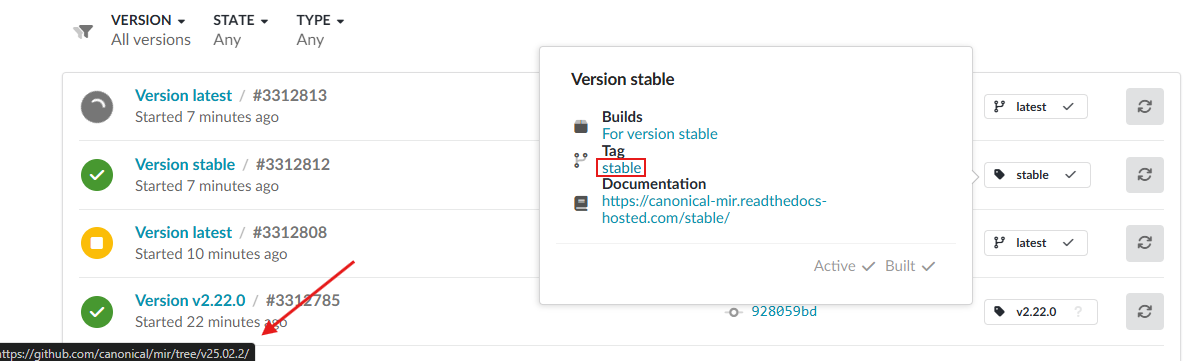 VERSION STATE TYPE
All versions Any Any
Version stable
Builds
For version stable
Tag
stable
Documentation
https://canonical-mir.readthedocs-
hosted.com/stable/
Active Built
Version latest / #3312813
Started 7 minutes ago
latest
Version stable / #3312812
Started 7 minutes ago
stable
Version latest / #3312808
Started 10 minutes ago
latest
Version v2.22.0 / #3312785
Started 22 minutes ago
928059bd
v2.22.0 ?
https://github.com/canonical/mir/tree/v25.02.2/